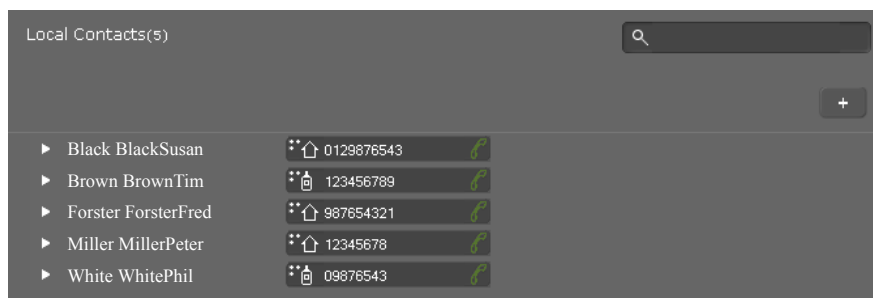 Local Contacts(5)
+
Black BlackSusan 0129876543
Brown BrownTim 123456789
Forster ForsterFred 987654321
Miller MillerPeter 12345678
White WhitePhil 09876543